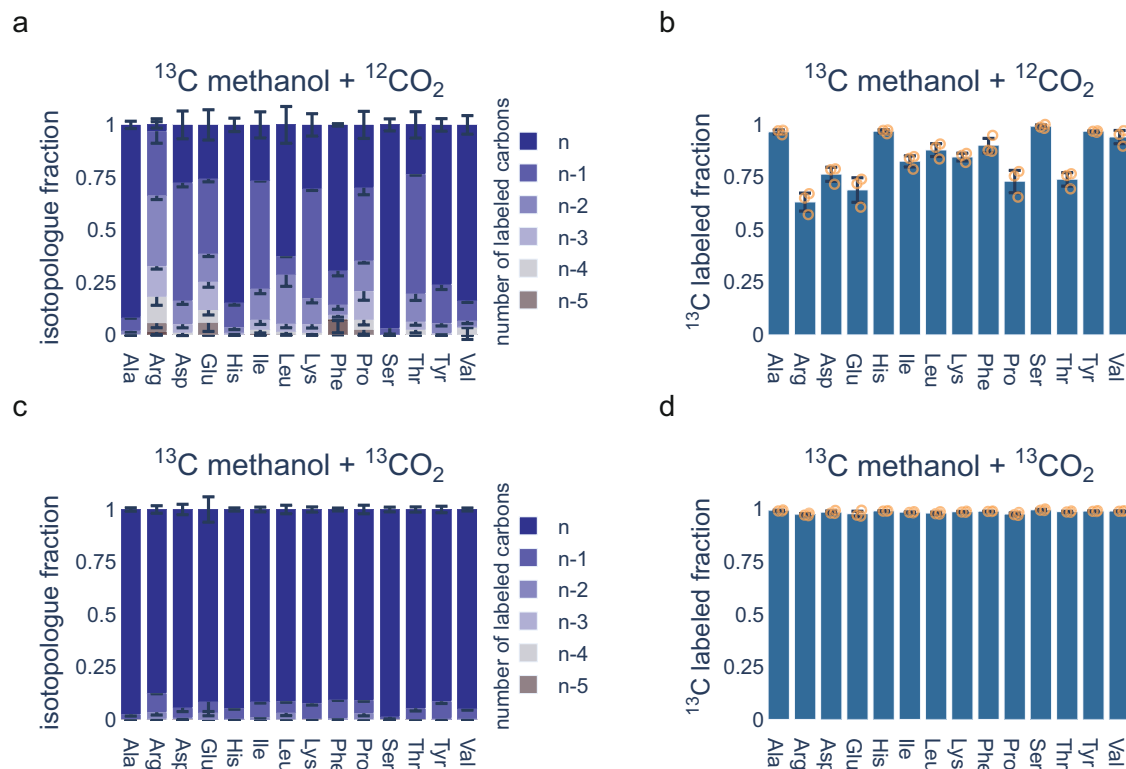 a
¹³C methanol + ¹²CO₂
isotopologue fraction
1
0.75
0.5
0.25
0
Ala
Arg
Asp
Glu
His
Ile
Leu
Lys
Phe
Pro
Ser
Thr
Tyr
Val
number of labeled carbons
n
n-1
n-2
n-3
n-4
n-5
b
¹³C methanol + ¹²CO₂
¹³C labeled fraction
1
0.75
0.5
0.25
0
Ala
Arg
Asp
Glu
His
Ile
Leu
Lys
Phe
Pro
Ser
Thr
Tyr
Val
c
¹³C methanol + ¹³CO₂
isotopologue fraction
1
0.75
0.5
0.25
0
Ala
Arg
Asp
Glu
His
Ile
Leu
Lys
Phe
Pro
Ser
Thr
Tyr
Val
number of labeled carbons
n
n-1
n-2
n-3
n-4
n-5
d
¹³C methanol + ¹³CO₂
¹³C labeled fraction
1
0.75
0.5
0.25
0
Ala
Arg
Asp
Glu
His
Ile
Leu
Lys
Phe
Pro
Ser
Thr
Tyr
Val